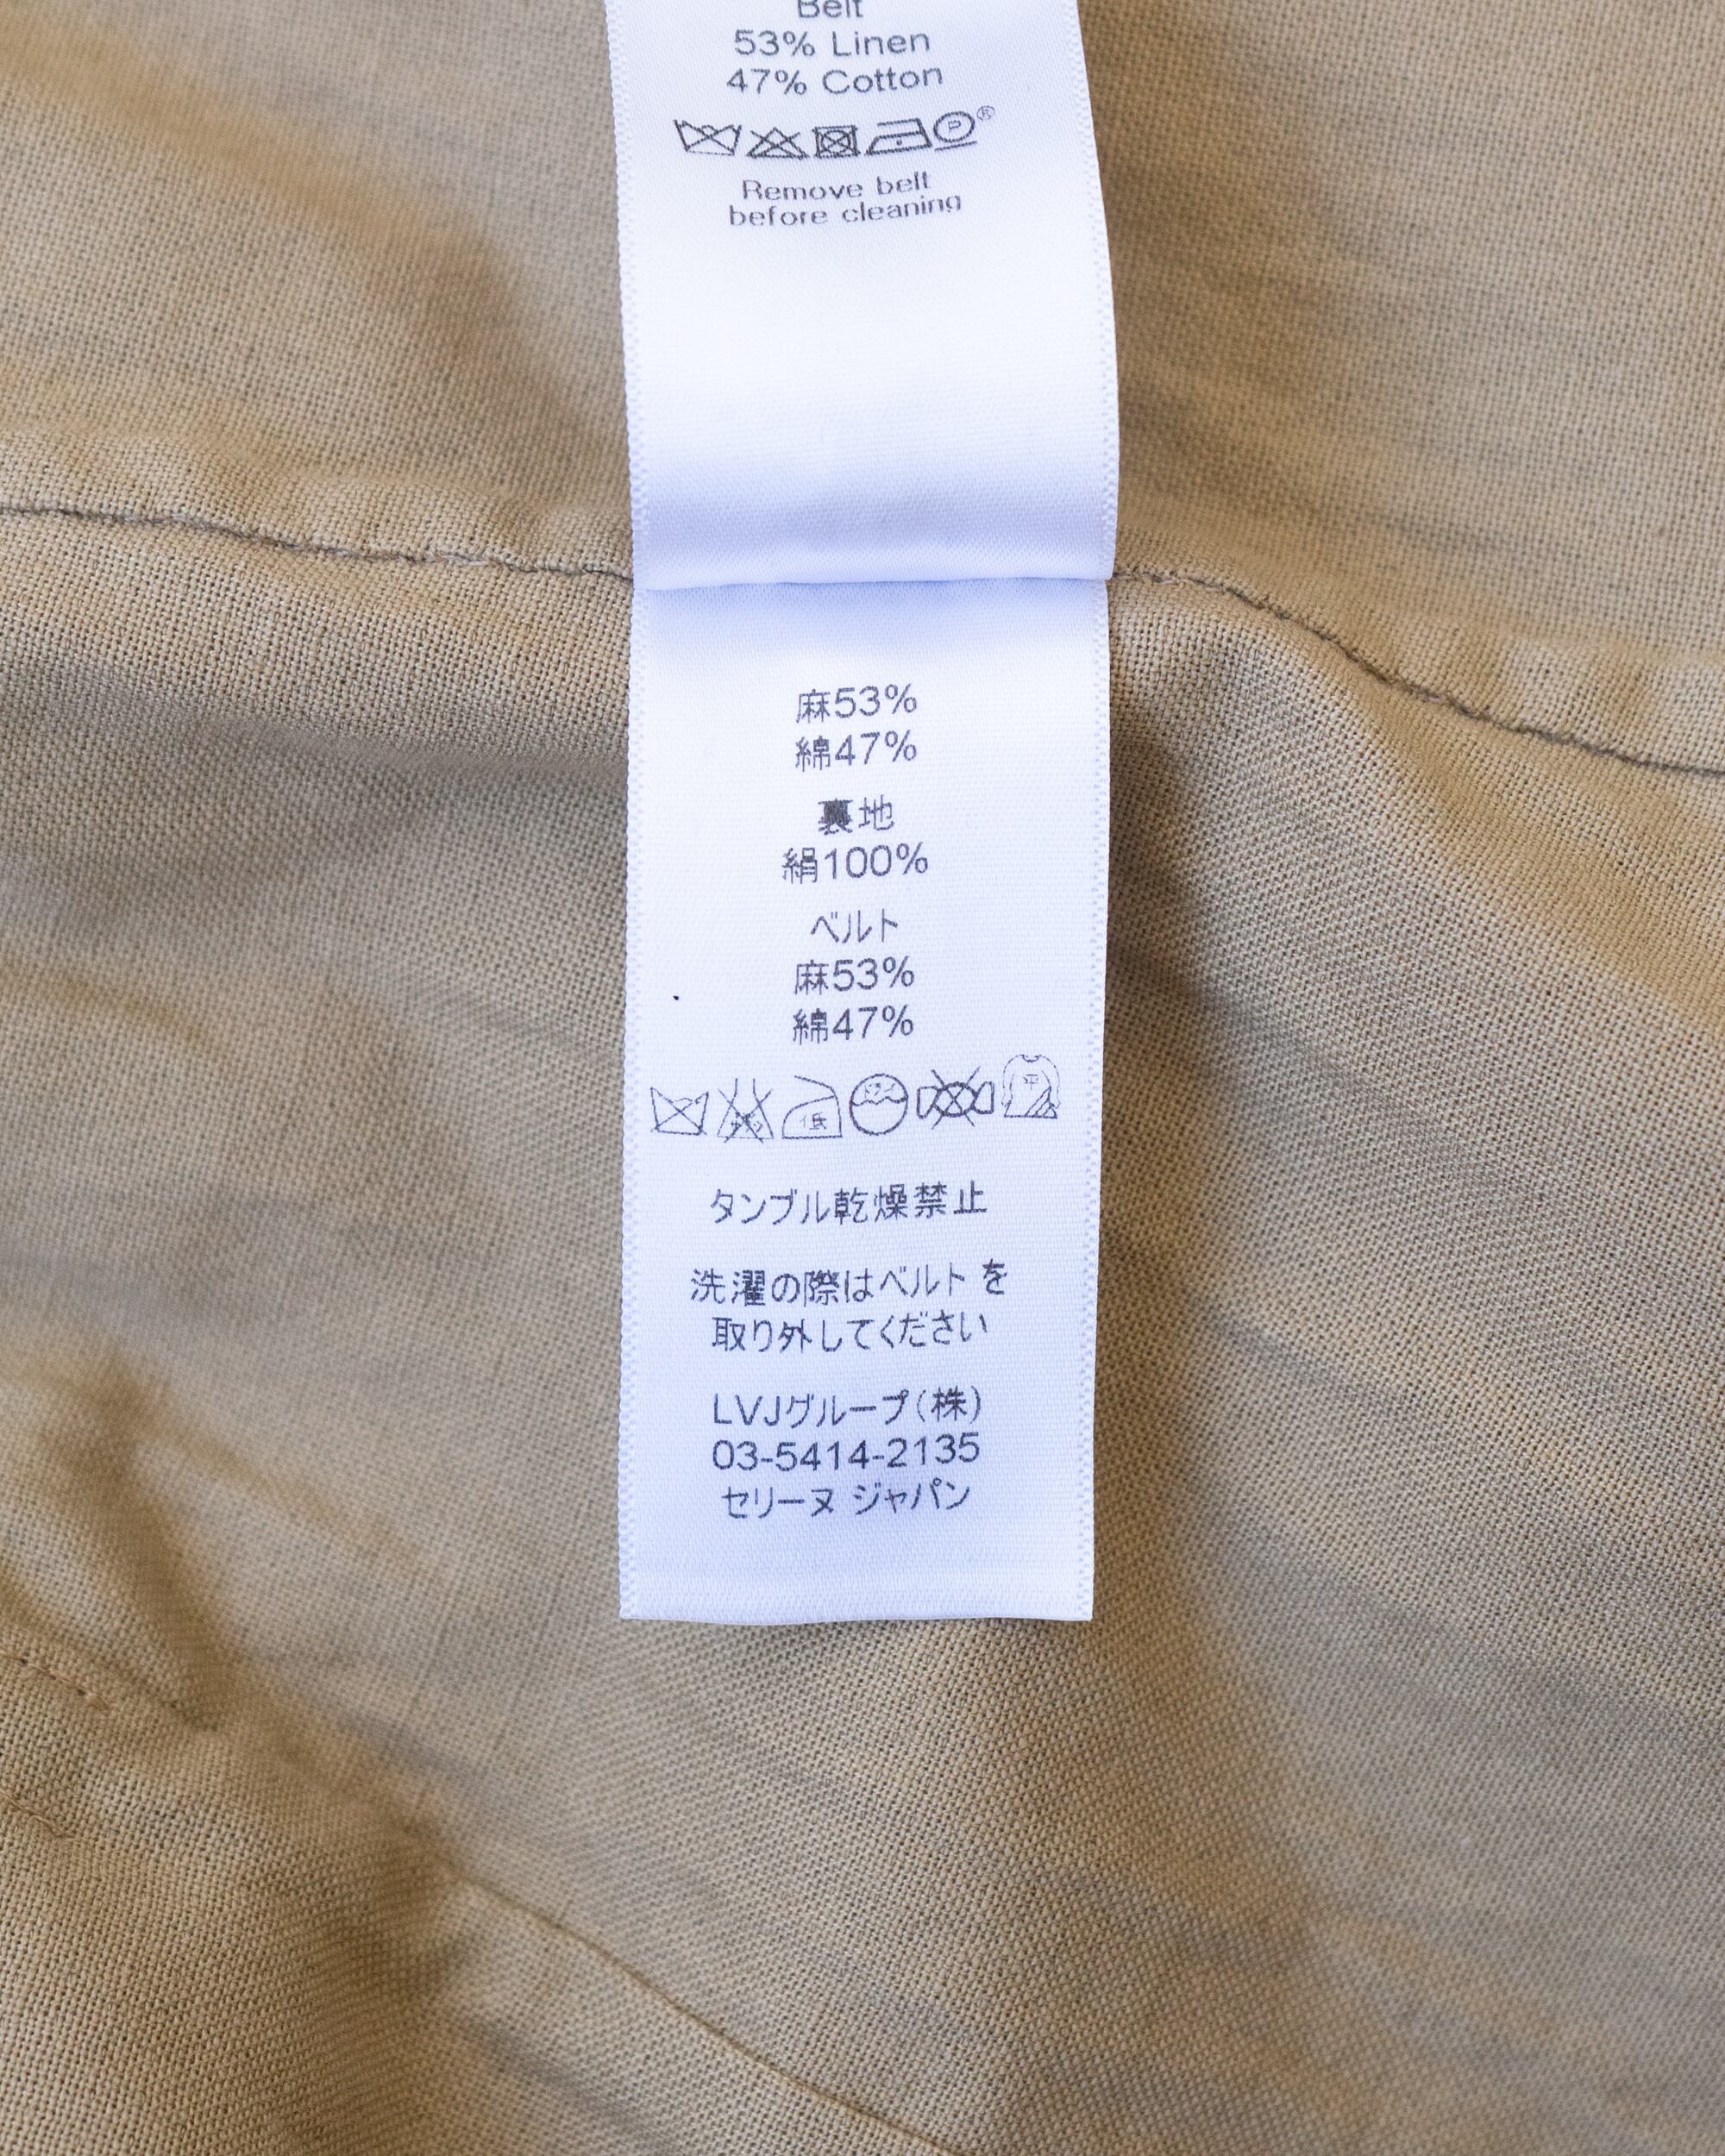 Belt
53% Linen
47% Cotton
P ®
Remove belt
before cleaning
麻53%
綿47%
裏地
絹100%
ベルト
麻53%
綿47%
低 平
タンブル乾燥禁止
洗濯の際はベルト を
取り外してください
LVJグループ(株)
03-5414-2135
セリーヌ ジャパン